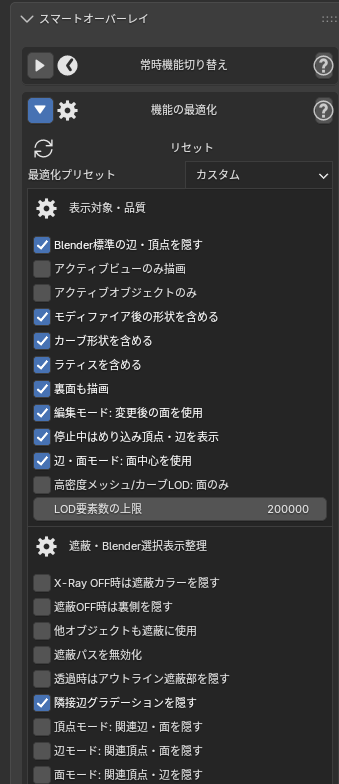 スマートオーバーレイ
常時機能切り替え
機能の最適化
リセット
最適化プリセット カスタム
表示対象・品質
Blender標準の辺・頂点を隠す
アクティブビューのみ描画
アクティブオブジェクトのみ
モディファイア後の形状を含める
カーブ形状を含める
ラティスを含める
裏面も描画
編集モード: 変更後の面を使用
停止中はめり込み頂点・辺を表示
辺・面モード: 面中心を使用
高密度メッシュ/カーブLOD: 面のみ
LOD要素数の上限 200000
遮蔽・Blender選択表示整理
X-Ray OFF時は遮蔽カラーを隠す
遮蔽OFF時は裏側を隠す
他オブジェクトも遮蔽に使用
遮蔽パスを無効化
透過時はアウトライン遮蔽部を隠す
隣接辺グラデーションを隠す
頂点モード: 関連辺・面を隠す
辺モード: 関連頂点・面を隠す
面モード: 関連頂点・辺を隠す